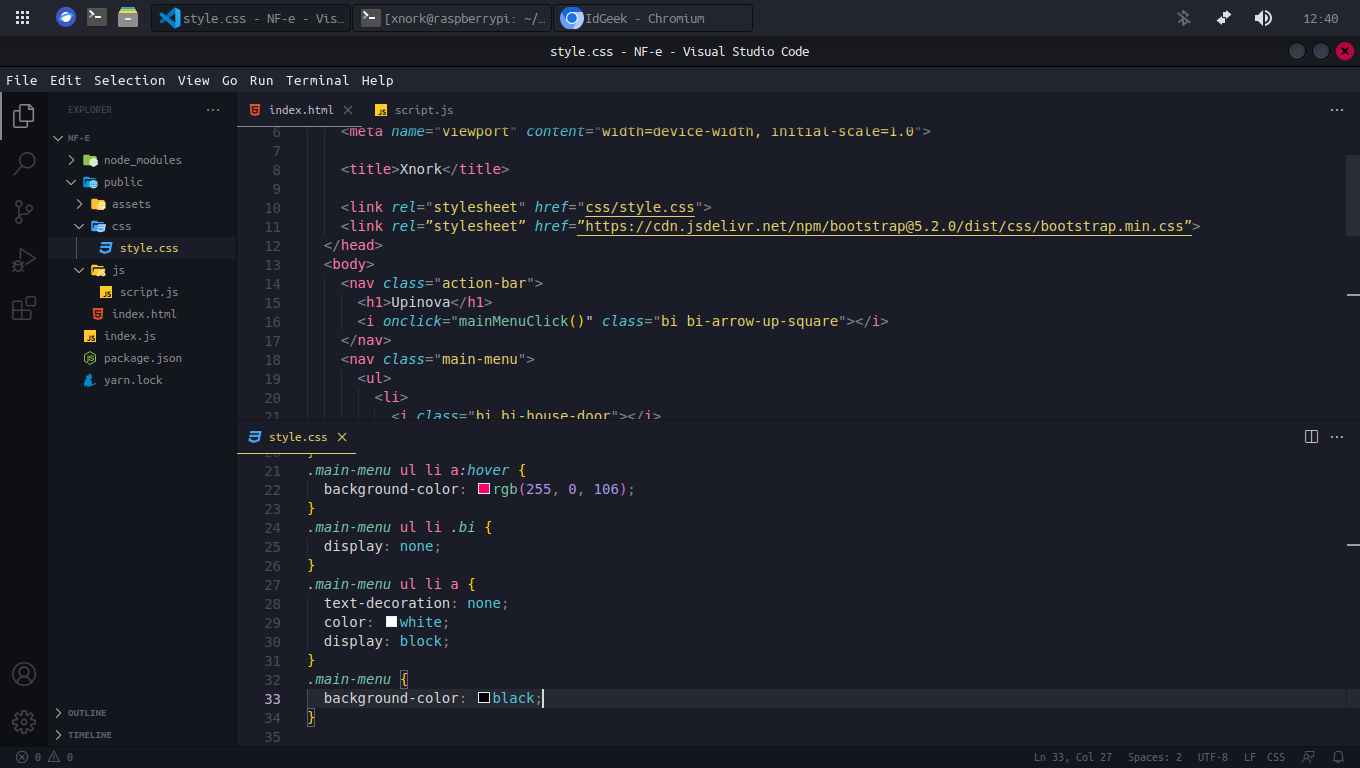 style.css - NF-e - Vis...
[xnork@raspberrypi: ~/...
IdGeek - Chromium
12:40
style.css - NF-e - Visual Studio Code
File Edit Selection View Go Run Terminal Help
EXPLORER
NF-E
node_modules
public
assets
css
style.css
js
script.js
index.html
index.js
package.json
yarn.lock
OUTLINE
TIMELINE
index.html
script.js
6 <meta name="viewport" content="width=device-width, initial-scale=1.0">
7
8 <title>Xnork</title>
9
10 <link rel="stylesheet" href="css/style.css">
11 <link rel=”stylesheet” href=”https://cdn.jsdelivr.net/npm/bootstrap@5.2.0/dist/css/bootstrap.min.css”>
12 </head>
13 <body>
14 <nav class="action-bar">
15 <h1>Upinova</h1>
16 <i onclick="mainMenuClick()" class="bi bi-arrow-up-square"></i>
17 </nav>
18 <nav class="main-menu">
19 <ul>
20 <li>
21 <i class="bi bi-house-door"></i>
style.css
20 }
21 .main-menu ul li a:hover {
22 background-color: rgb(255, 0, 106);
23 }
24 .main-menu ul li .bi {
25 display: none;
26 }
27 .main-menu ul li a {
28 text-decoration: none;
29 color: white;
30 display: block;
31 }
32 .main-menu {
33 background-color: black;
34 }
35
0 0
Ln 33, Col 27 Spaces: 2 UTF-8 LF CSS